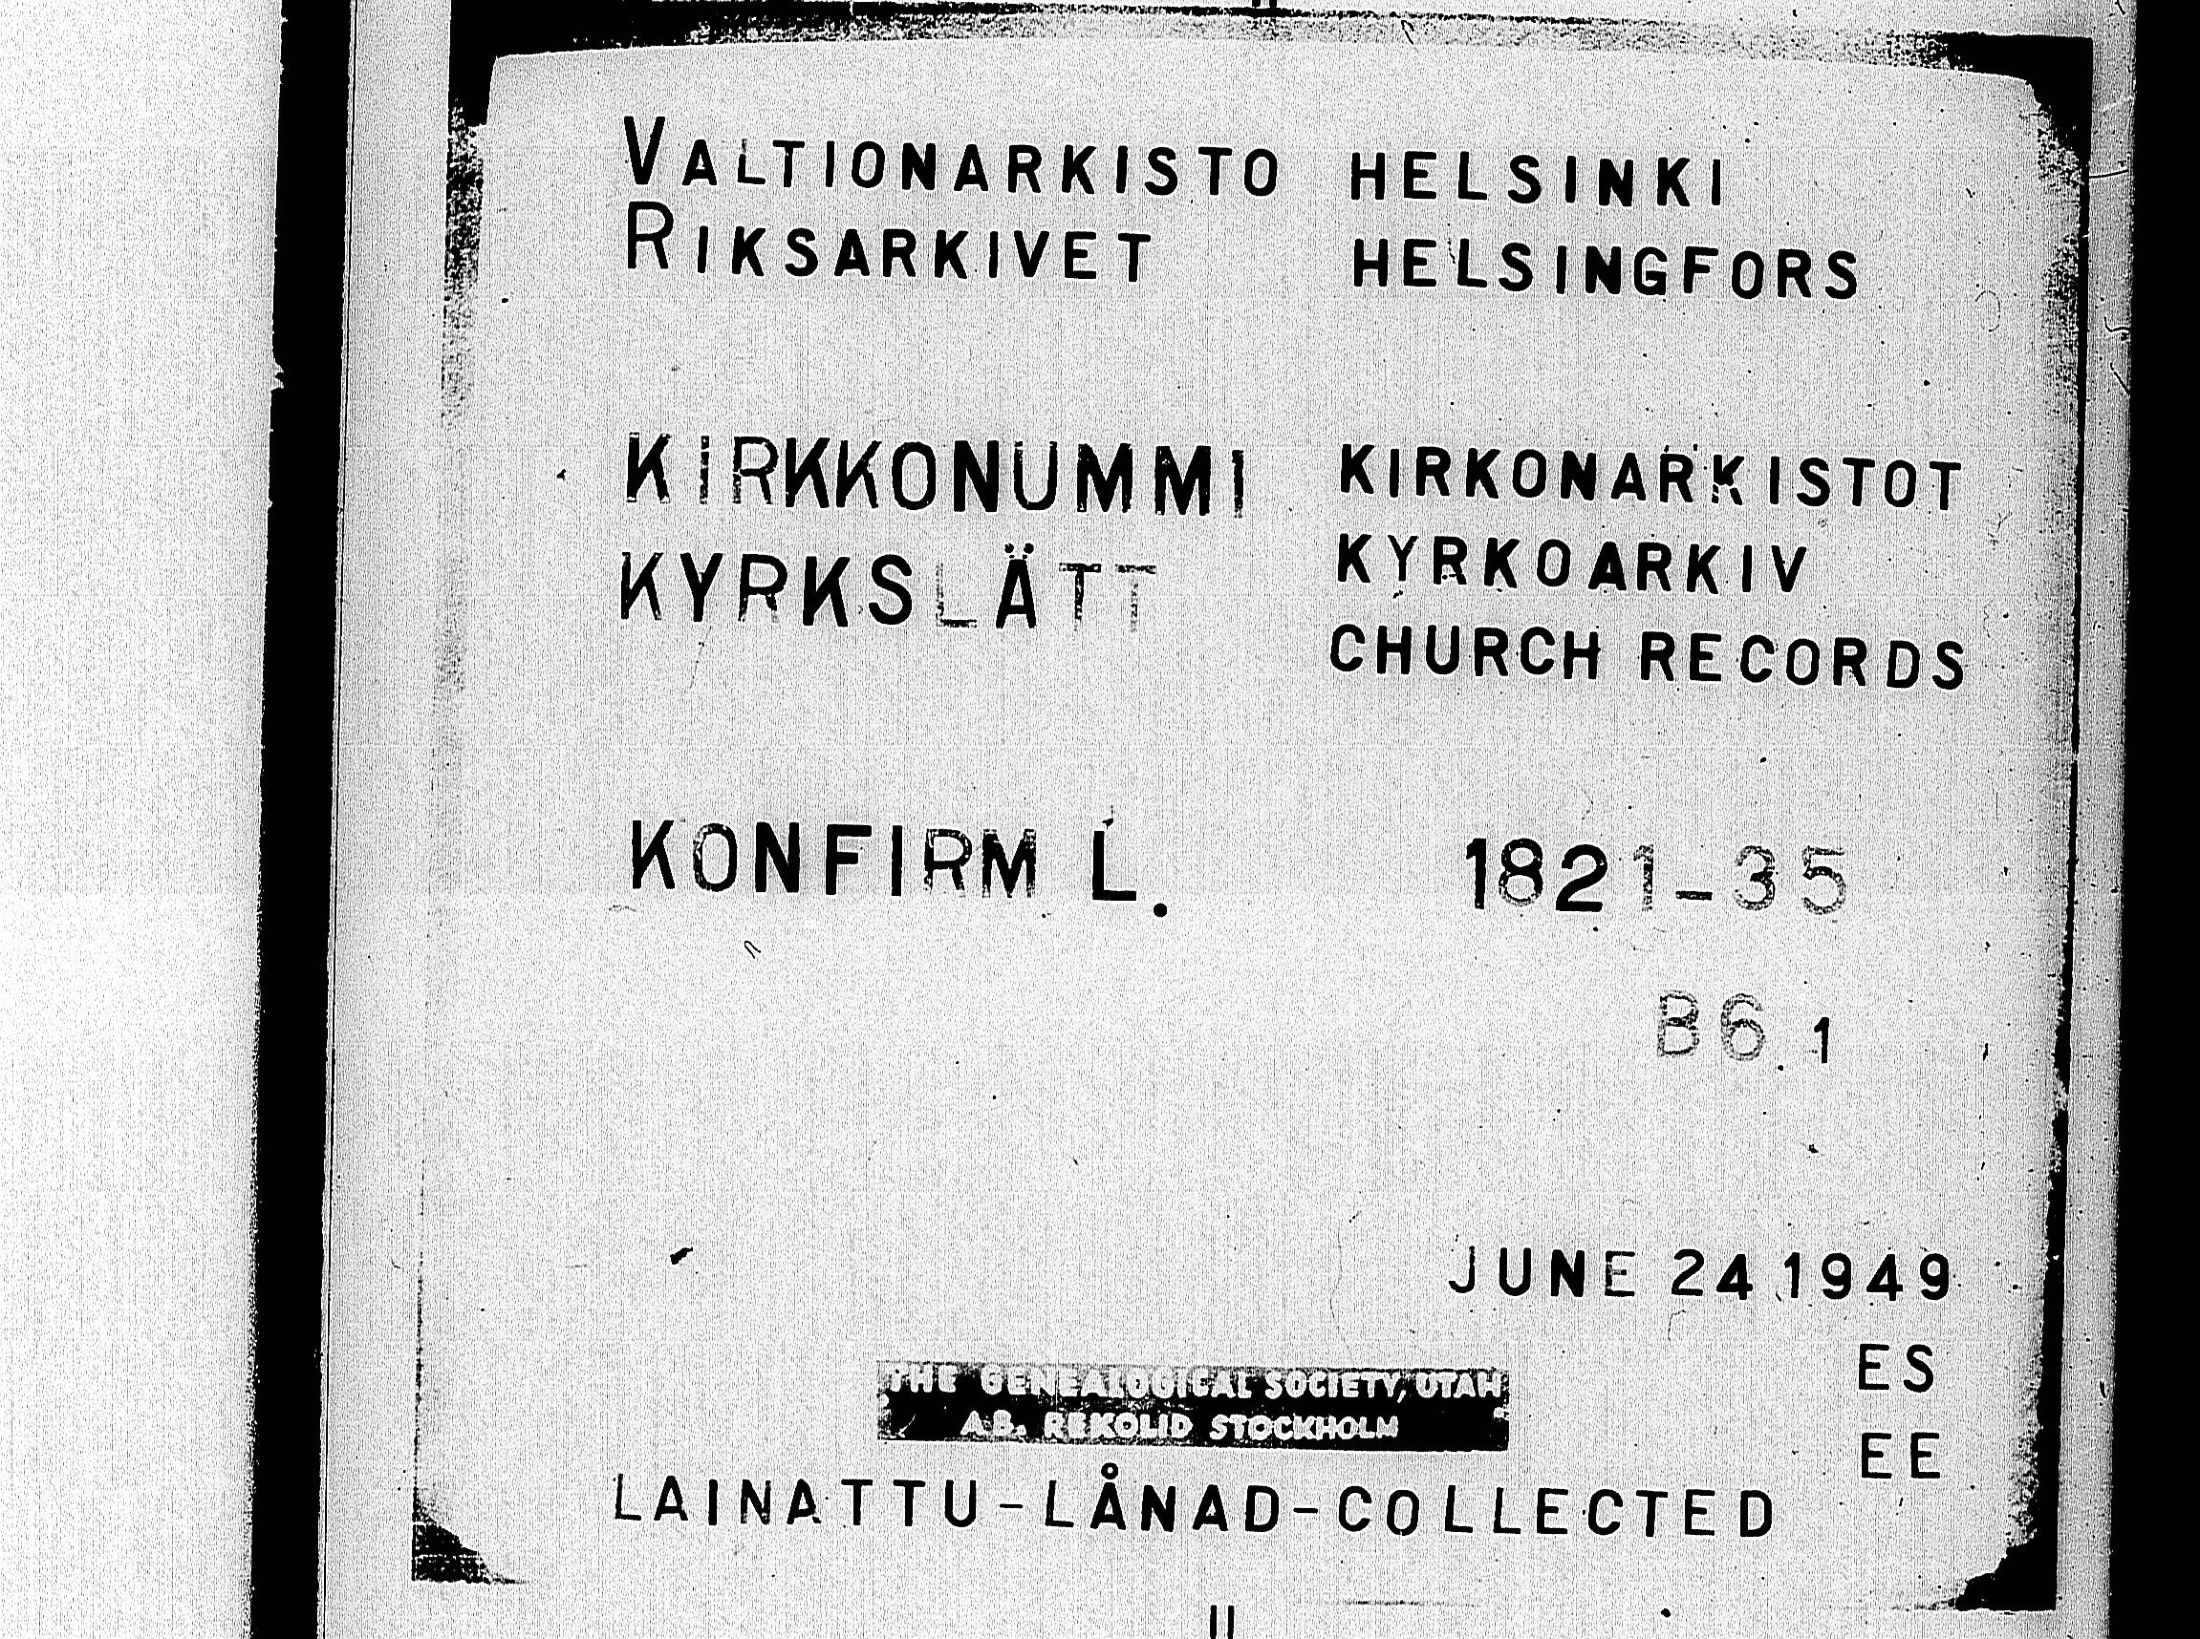 VALTIONARKISTO HELSINKI
RIKSARKIVET HELSINGFORS
KIRKKONUMMI KIRKONARKISTOT
KYRKSLÄTT KYRKOARKIV
CHURCH RECORDS
KONFIRM L. 1821-35
B6.1
JUNE 24 1949
ES
THE GENEALOGICAL SOCIETY, UTAH
A.B. REKOLID STOCKHOLM
EE
LAINATTU-LÅNAD-COLLECTED